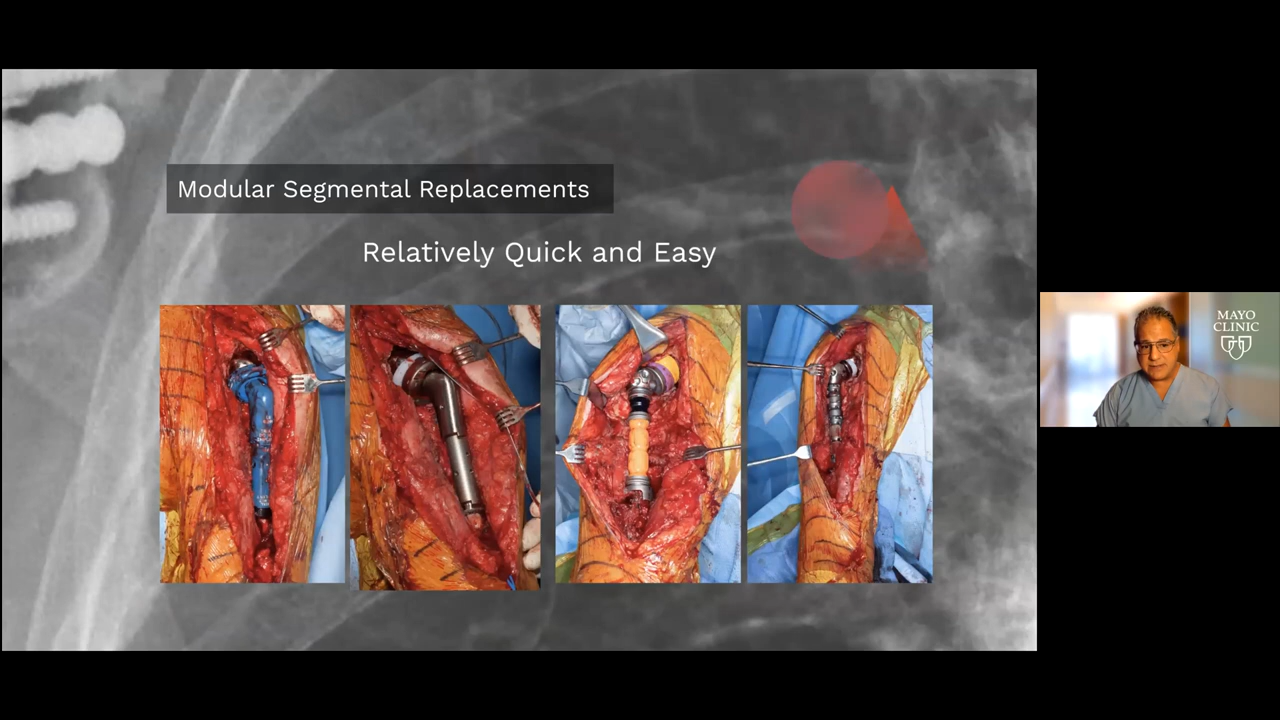 Modular Segmental Replacements
Relatively Quick and Easy
MAYO
CLINIC